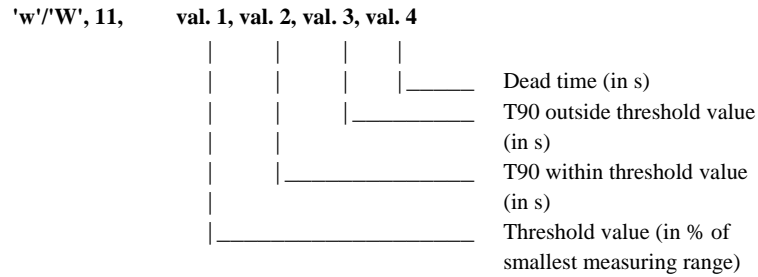 'w'/'W', 11, val. 1, val. 2, val. 3, val. 4
Dead time (in s)
T90 outside threshold value
(in s)
T90 within threshold value
(in s)
Threshold value (in % of
smallest measuring range)